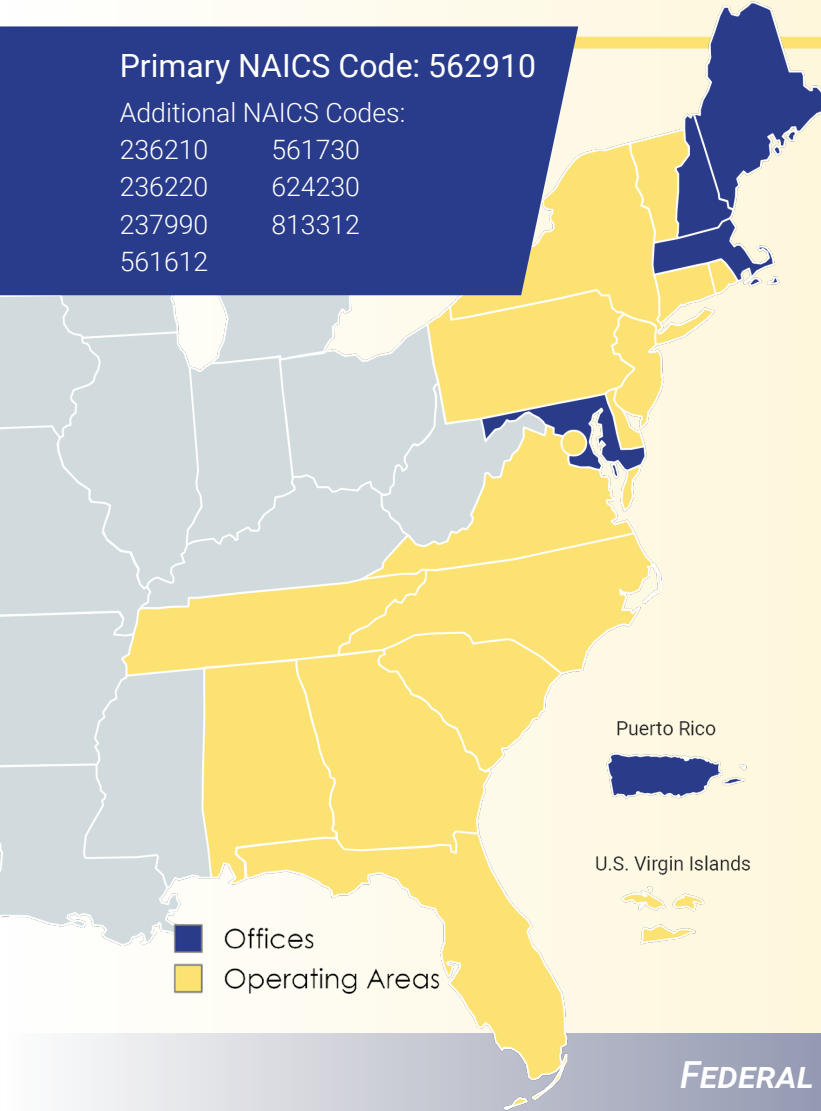 Primary NAICS Code: 562910
Additional NAICS Codes:
236210 561730
236220 624230
237990 813312
561612
Puerto Rico
U.S. Virgin Islands
Offices
Operating Areas
FEDERAL